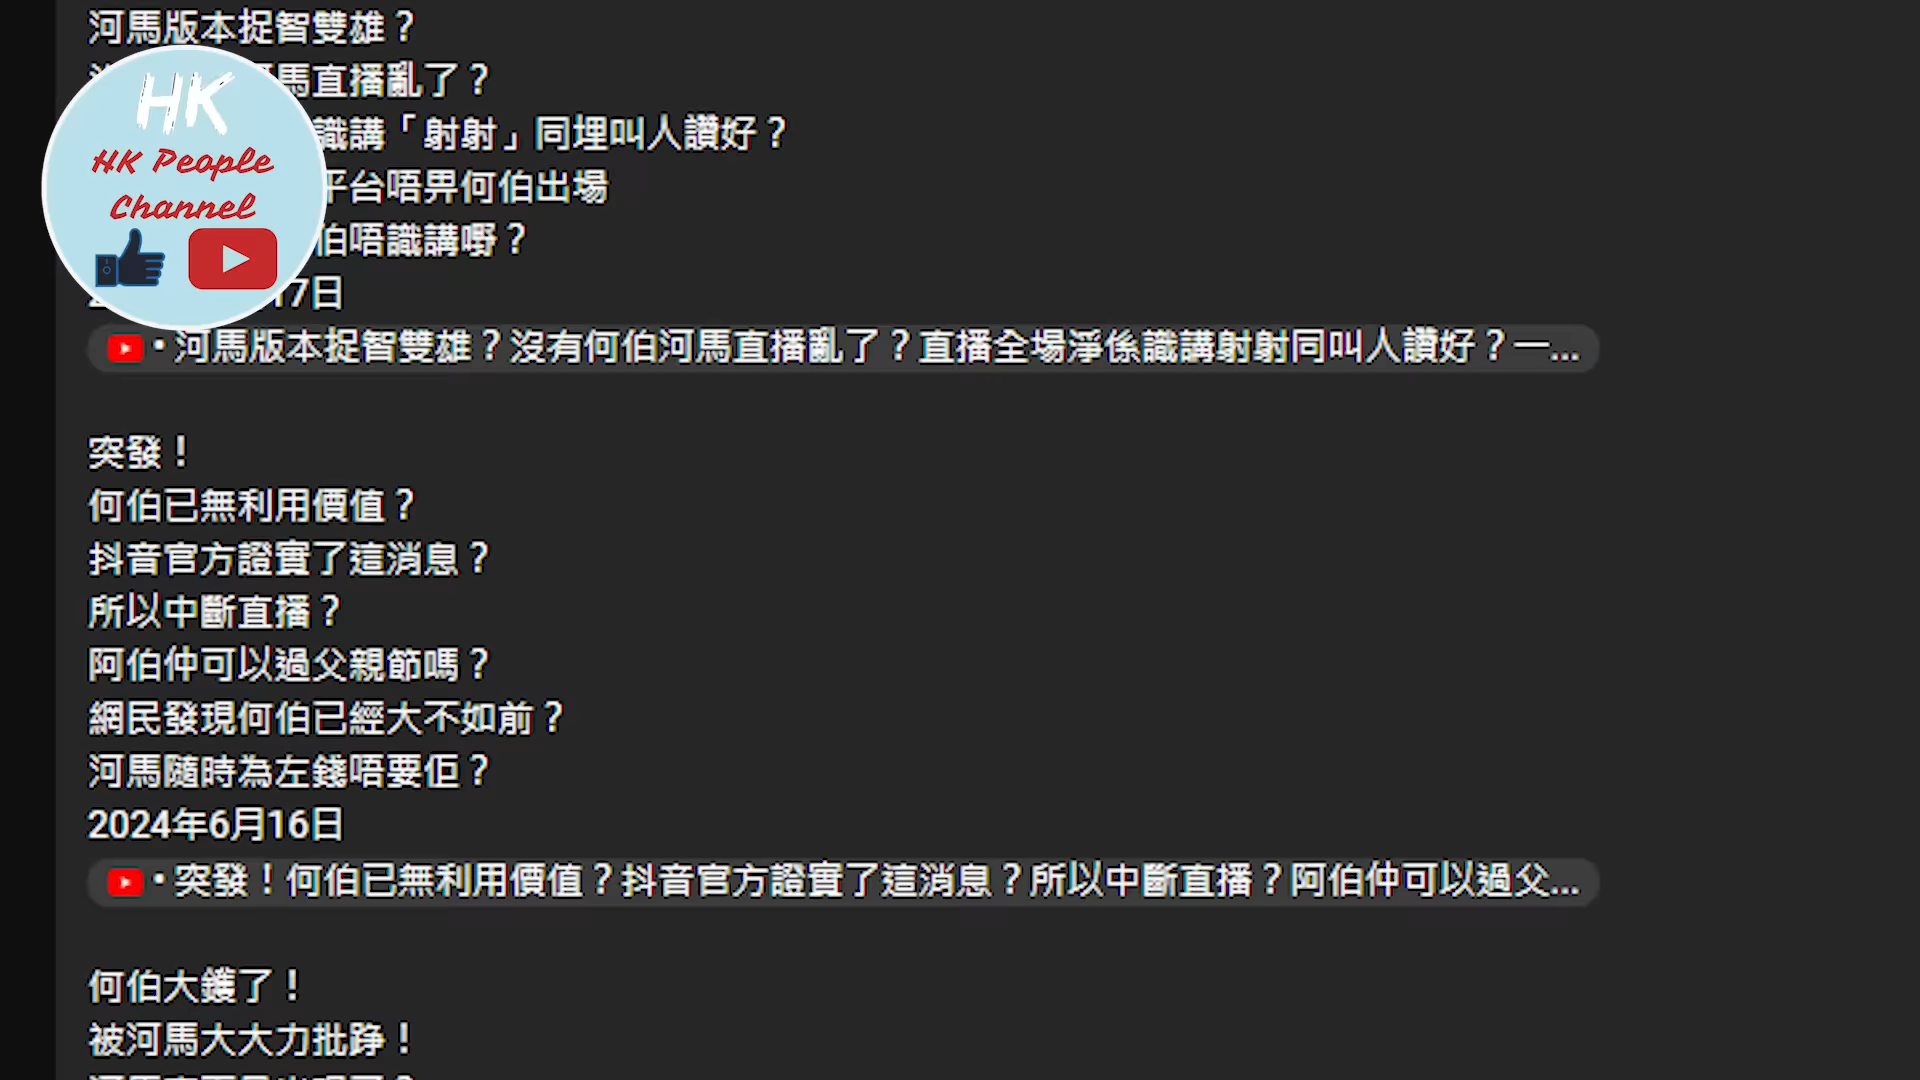 河馬版本捉智雙雄？
馬直播亂了？
HK
識講「射射」同埋叫人讚好？
HK People
平台唔畀何伯出場
Channel
伯唔識講嘢？
17日
・河馬版本捉智雙雄？沒有何伯河馬直播亂了？直播全場淨係識講射射同叫人讚好？一...
突發！
何伯已無利用價值？
抖音官方證實了這消息？
所以中斷直播？
阿伯仲可以過父親節嗎？
網民發現何伯已經大不如前？
河馬隨時為左錢唔要佢？
2024年6月16日
・突發！何伯已無利用價值？抖音官方證實了這消息？所以中斷直播？阿伯仲可以過父...
何伯大鑊了！
被河馬大大力批踭！